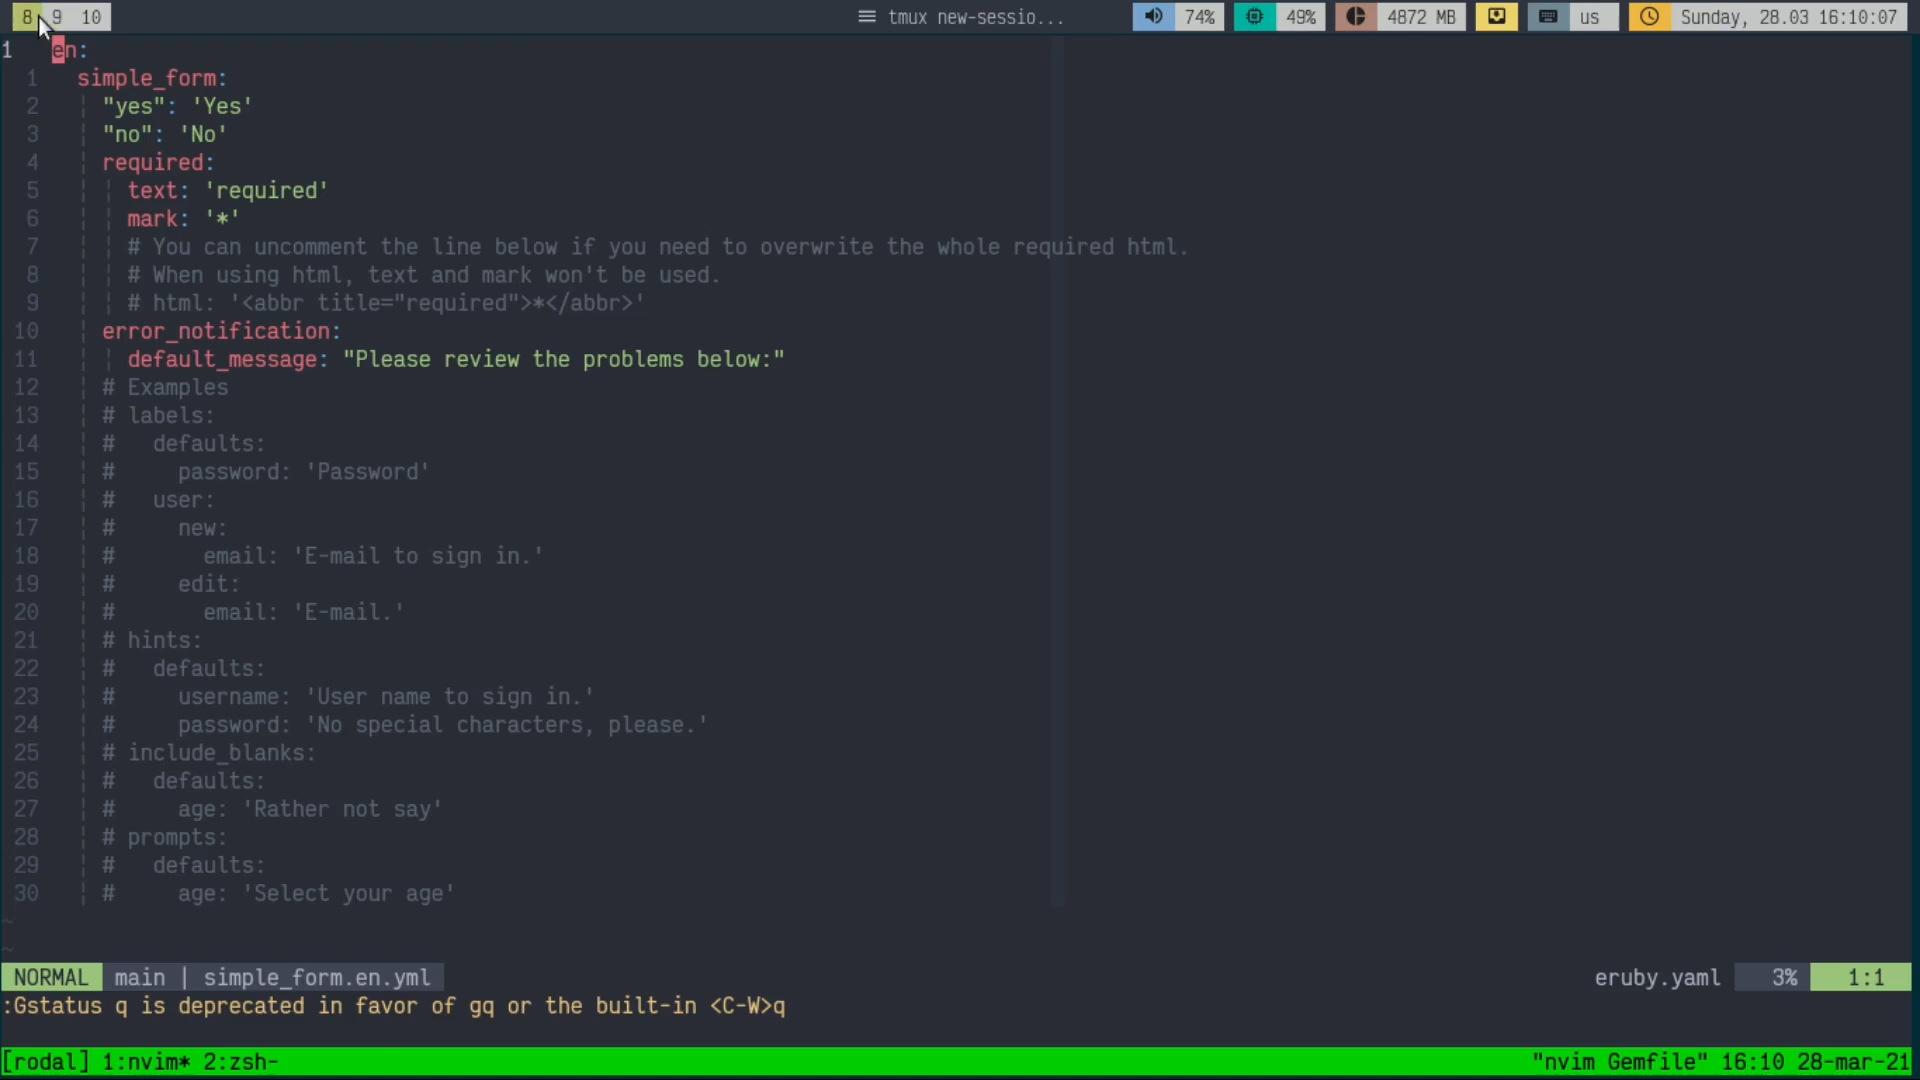 8 9 10 tmux new-sessio... 74% 49% 4872 MB us Sunday, 28.03 16:10:07
1 en:
1 simple_form:
2 "yes": 'Yes'
3 "no": 'No'
4 required:
5 text: 'required'
6 mark: '*'
7 # You can uncomment the line below if you need to overwrite the whole required html.
8 # When using html, text and mark won't be used.
9 # html: '<abbr title="required">*</abbr>'
10 error_notification:
11 default_message: "Please review the problems below:"
12 # Examples
13 # labels:
14 #   defaults:
15 #     password: 'Password'
16 #   user:
17 #     new:
18 #       email: 'E-mail to sign in.'
19 #     edit:
20 #       email: 'E-mail.'
21 # hints:
22 #   defaults:
23 #     username: 'User name to sign in.'
24 #     password: 'No special characters, please.'
25 # include_blanks:
26 #   defaults:
27 #     age: 'Rather not say'
28 # prompts:
29 #   defaults:
30 #     age: 'Select your age'
~
~
NORMAL main | simple_form.en.yml eruby.yaml 3% 1:1
:Gstatus q is deprecated in favor of gq or the built-in <C-W>q
[rodal] 1:nvim* 2:zsh- "nvim Gemfile" 16:10 28-mar-21